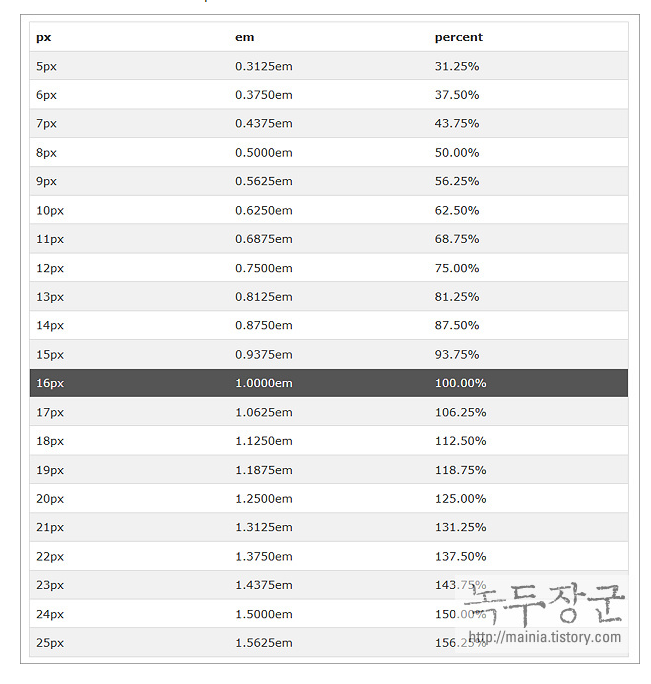 px em percent
5px 0.3125em 31.25%
6px 0.3750em 37.50%
7px 0.4375em 43.75%
8px 0.5000em 50.00%
9px 0.5625em 56.25%
10px 0.6250em 62.50%
11px 0.6875em 68.75%
12px 0.7500em 75.00%
13px 0.8125em 81.25%
14px 0.8750em 87.50%
15px 0.9375em 93.75%
16px 1.0000em 100.00%
17px 1.0625em 106.25%
18px 1.1250em 112.50%
19px 1.1875em 118.75%
20px 1.2500em 125.00%
21px 1.3125em 131.25%
22px 1.3750em 137.50%
23px 1.4375em 143.75%
24px 1.5000em 150.00%
25px 1.5625em 156.25%
녹두장군
http://mainia.tistory.com